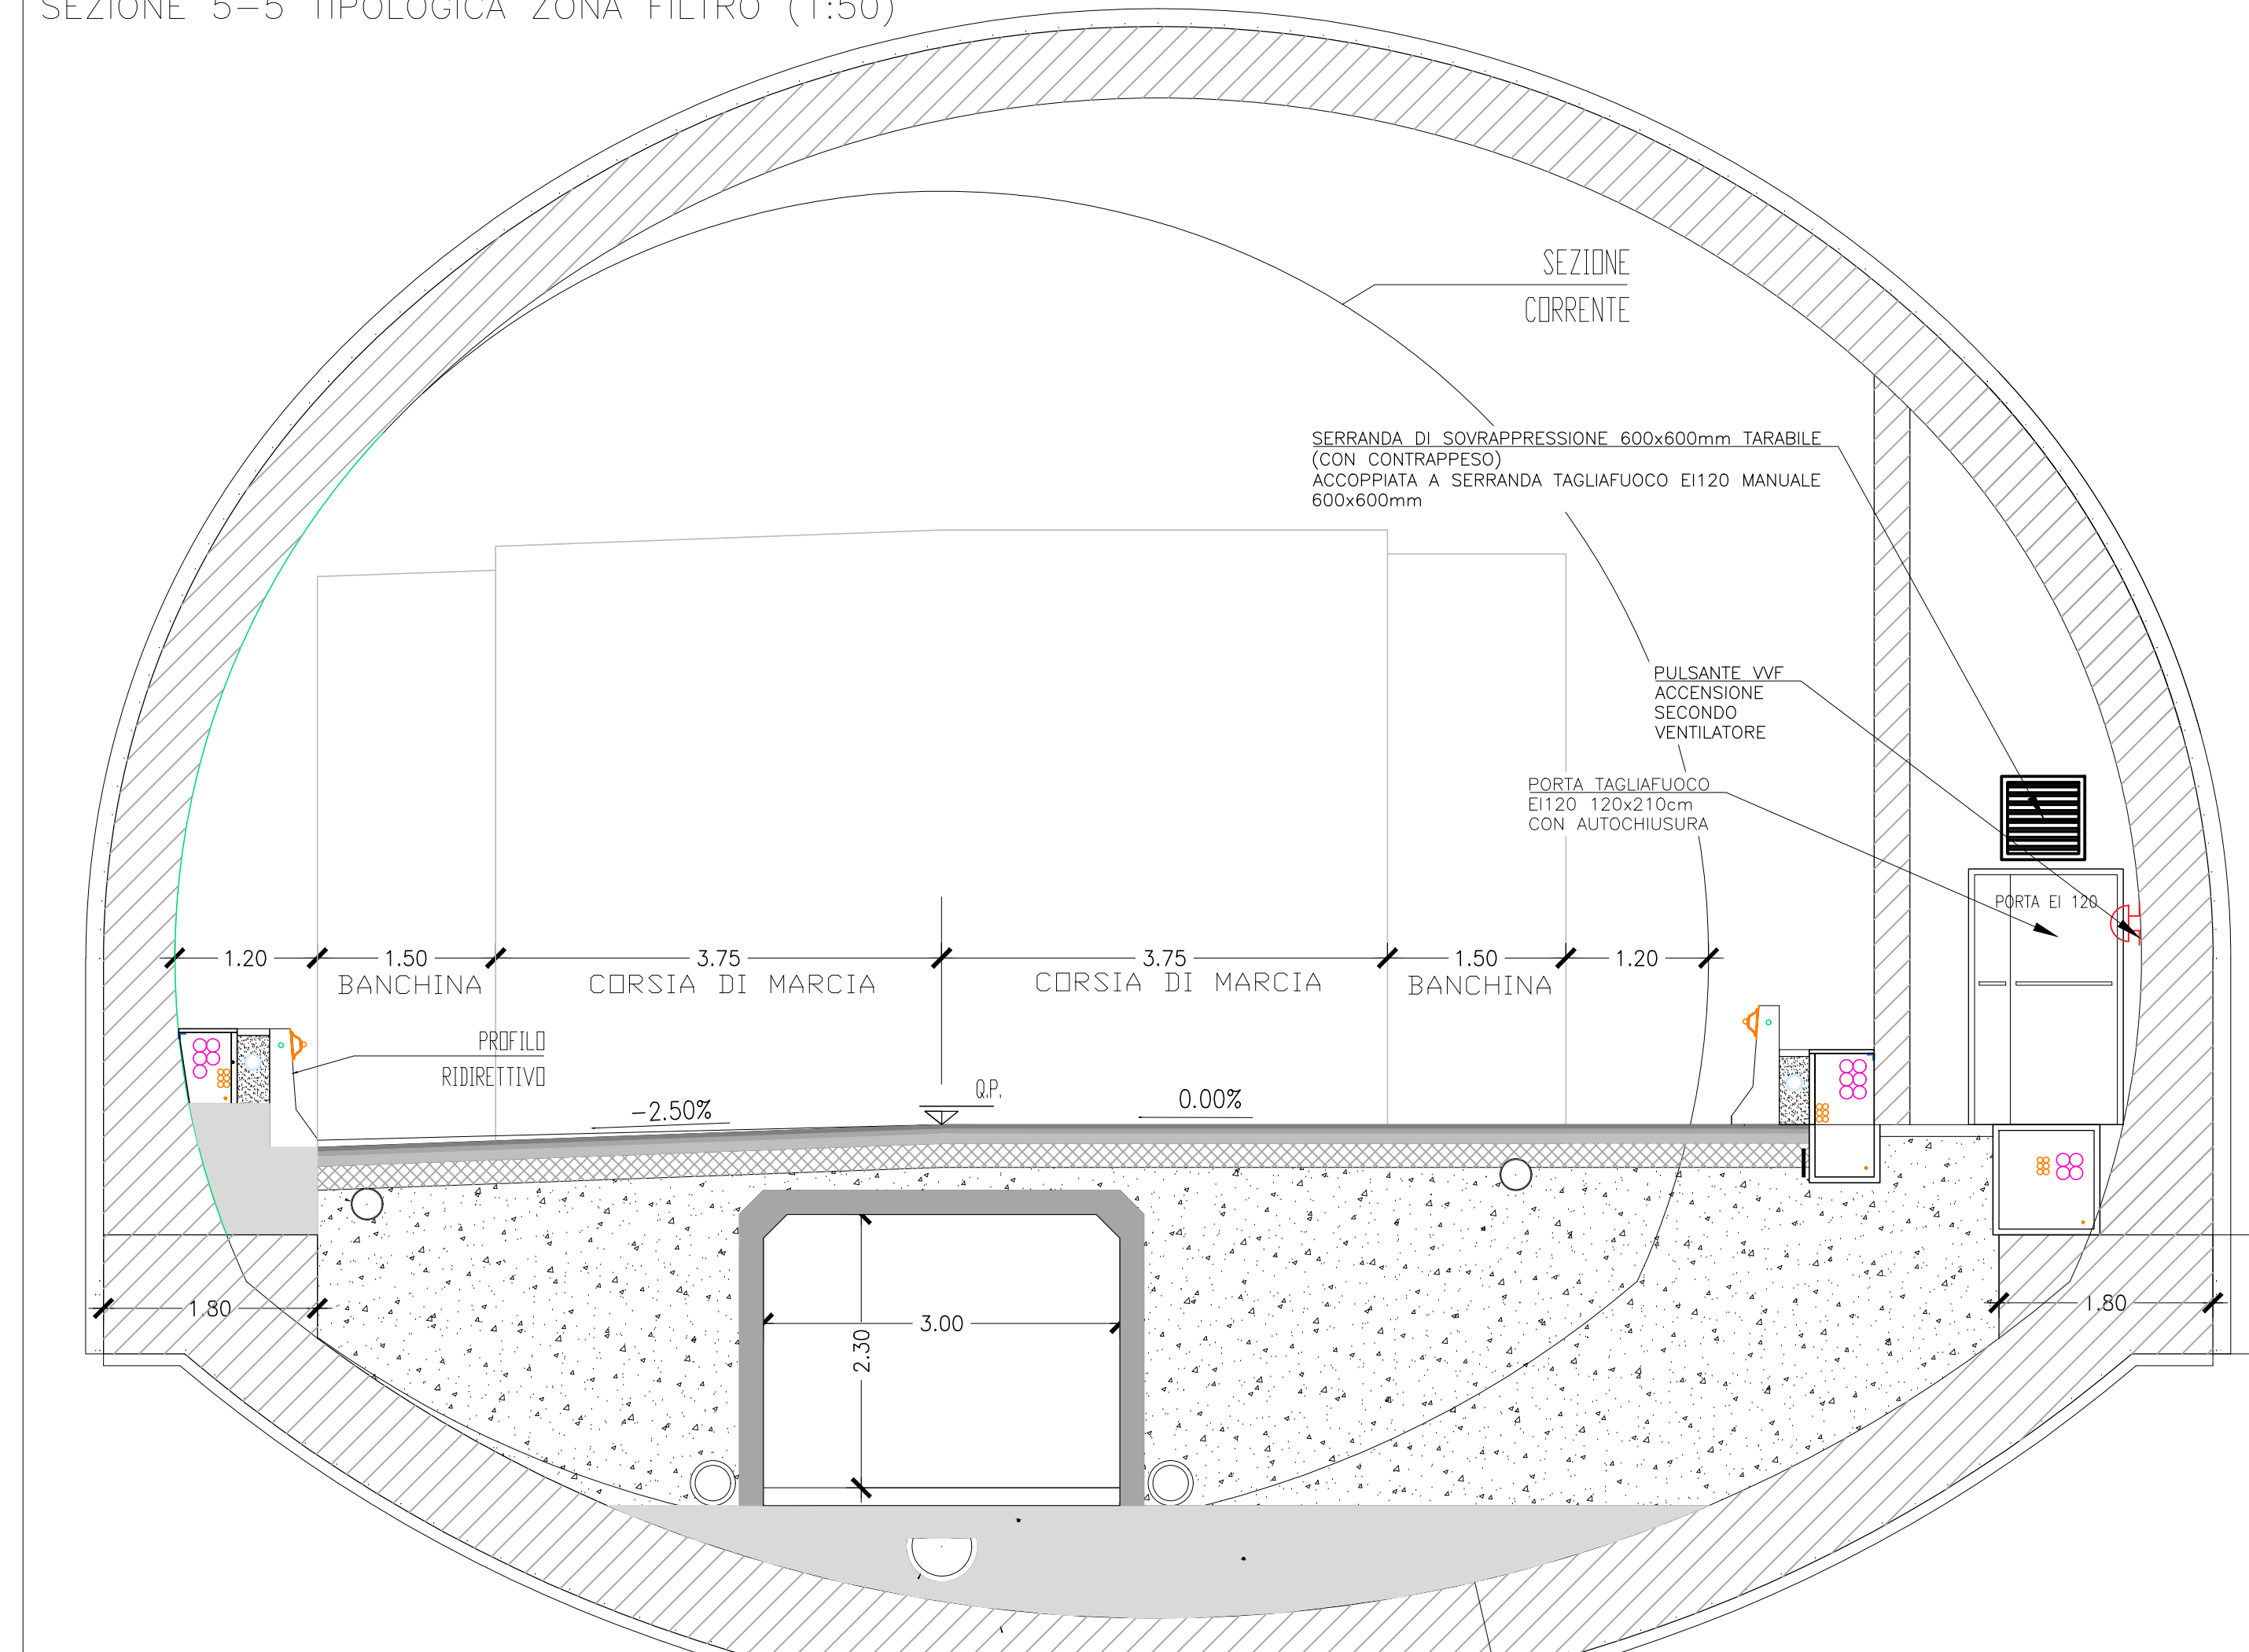 SEZIONE 5-5 TIPOLOGICA ZONA FILTRO (1:50)
SEZIONE
CORRENTE
SERRANDA DI SOVRAPPRESSIONE 600x600mm TARABILE
(CON CONTRAPPESO)
ACCOPPIATA A SERRANDA TAGLIAFUOCO EI120 MANUALE
600x600mm
PULSANTE VVF
ACCENSIONE
SECONDO
VENTILATORE
PORTA TAGLIAFUOCO
EI120 120x210cm
CON AUTOCHIUSURA
PORTA EI 120
1.20 1.50 3.75 3.75 1.50 1.20
BANCHINA CORSIA DI MARCIA CORSIA DI MARCIA BANCHINA
PROFILO
RIDIRETTIVO
Q.P.
-2.50% 0.00%
1.80 3.00 1.80
2.30